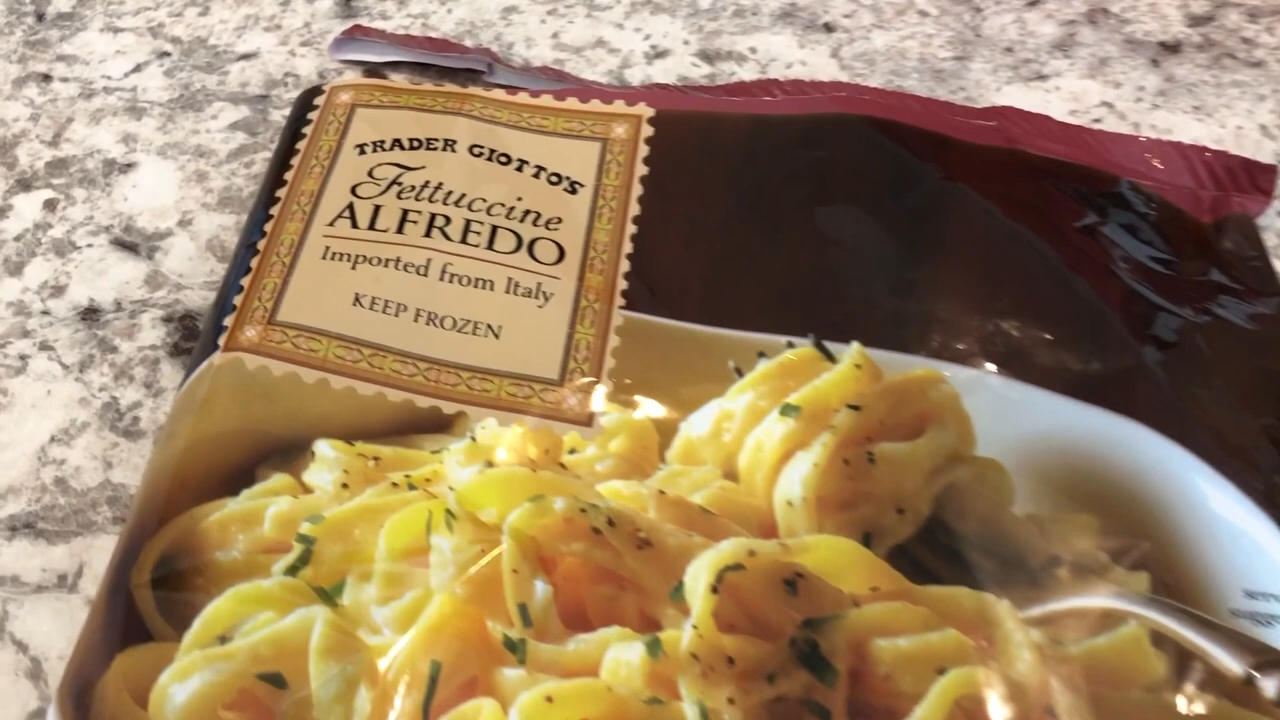 TRADER GIOTTO'S
Fettuccine
ALFREDO
Imported from Italy
KEEP FROZEN